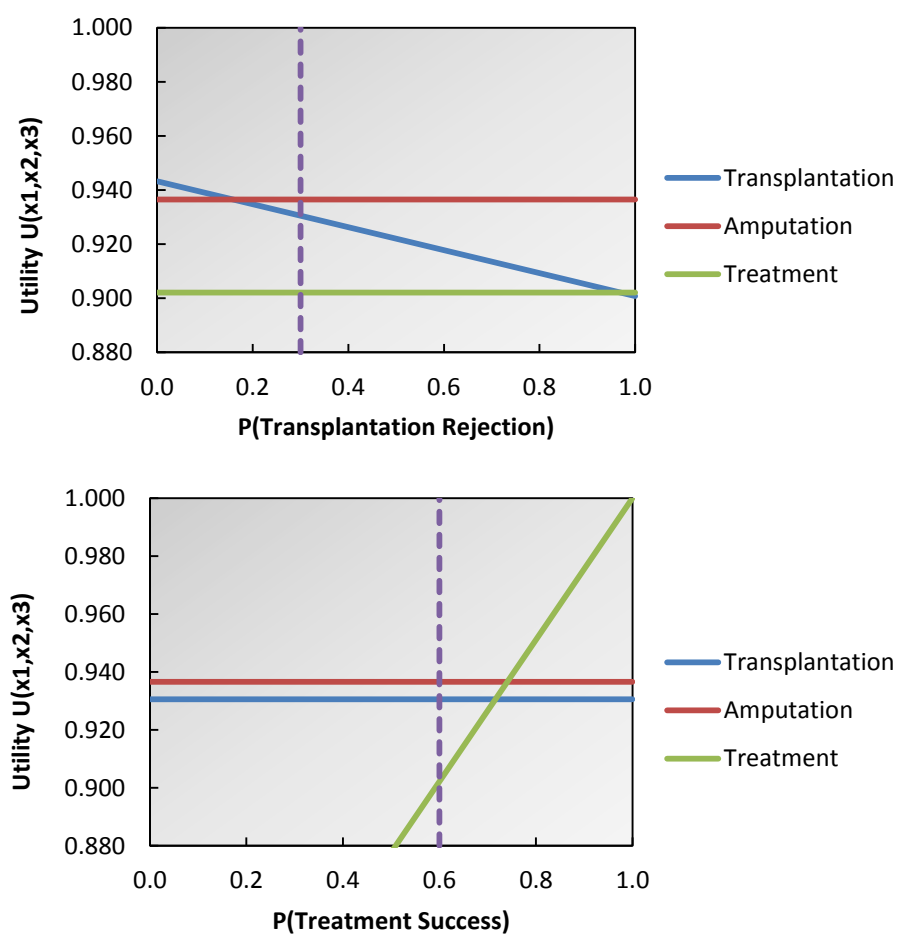 1.000
0.980
0.960
0.940
0.920
0.900
0.880
Utility U(x1,x2,x3)
0.0 0.2 0.4 0.6 0.8 1.0
P(Transplantation Rejection)
Transplantation
Amputation
Treatment
1.000
0.980
0.960
0.940
0.920
0.900
0.880
Utility U(x1,x2,x3)
0.0 0.2 0.4 0.6 0.8 1.0
P(Treatment Success)
Transplantation
Amputation
Treatment